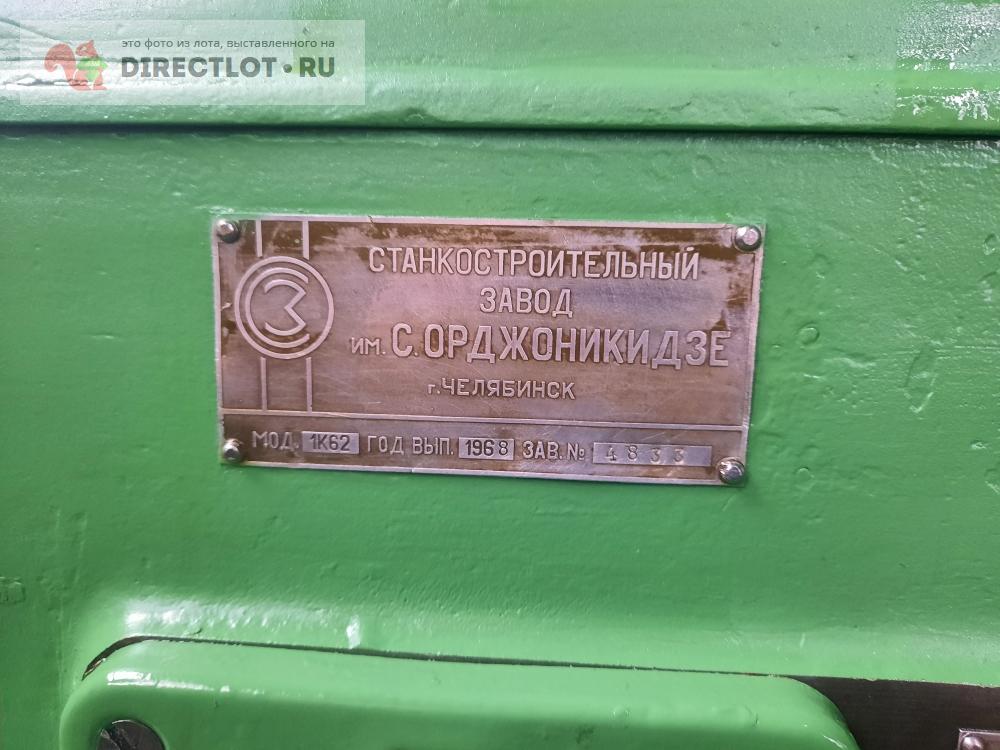 это фото из лота, выставленного на
DIRECTLOT.RU
СТАНКОСТРОИТЕЛЬНЫЙ
ЗАВОД
ИМ. С. ОРДЖОНИКИДЗЕ
г. ЧЕЛЯБИНСК
МОД. 1К62 ГОД ВЫП. 1968 ЗАВ. № 4833